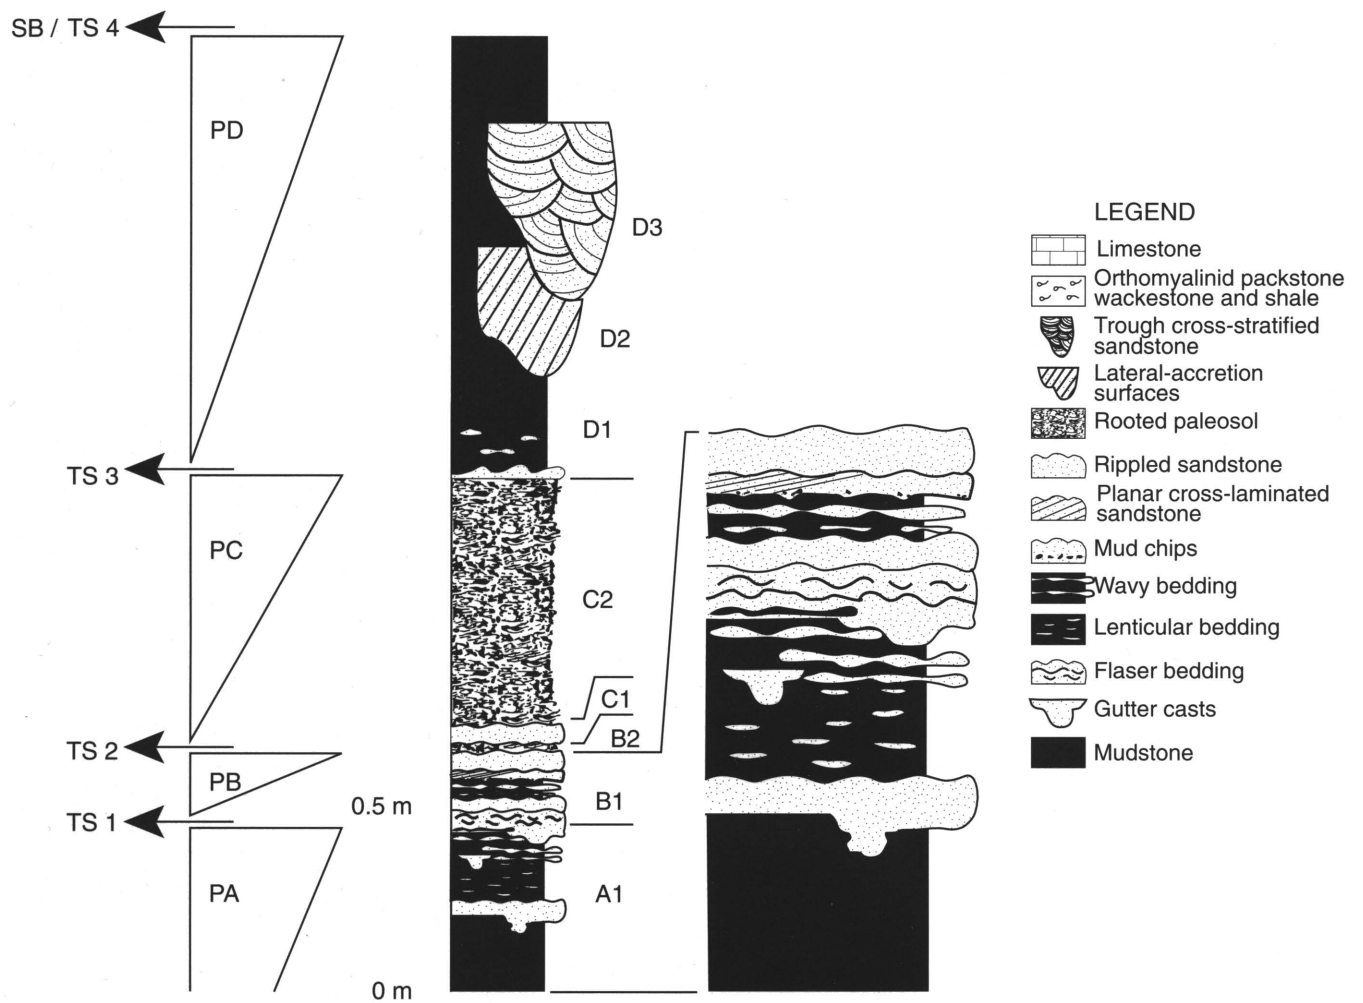 SB / TS 4
PD
D3
D2
D1
TS 3
PC
C2
C1
B2
TS 2
PB
0.5 m
B1
TS 1
PA
A1
0 m
LEGEND
Limestone
Orthomyalinid packstone
wackestone and shale
Trough cross-stratified
sandstone
Lateral-accretion
surfaces
Rooted paleosol
Rippled sandstone
Planar cross-laminated
sandstone
Mud chips
Wavy bedding
Lenticular bedding
Flaser bedding
Gutter casts
Mudstone